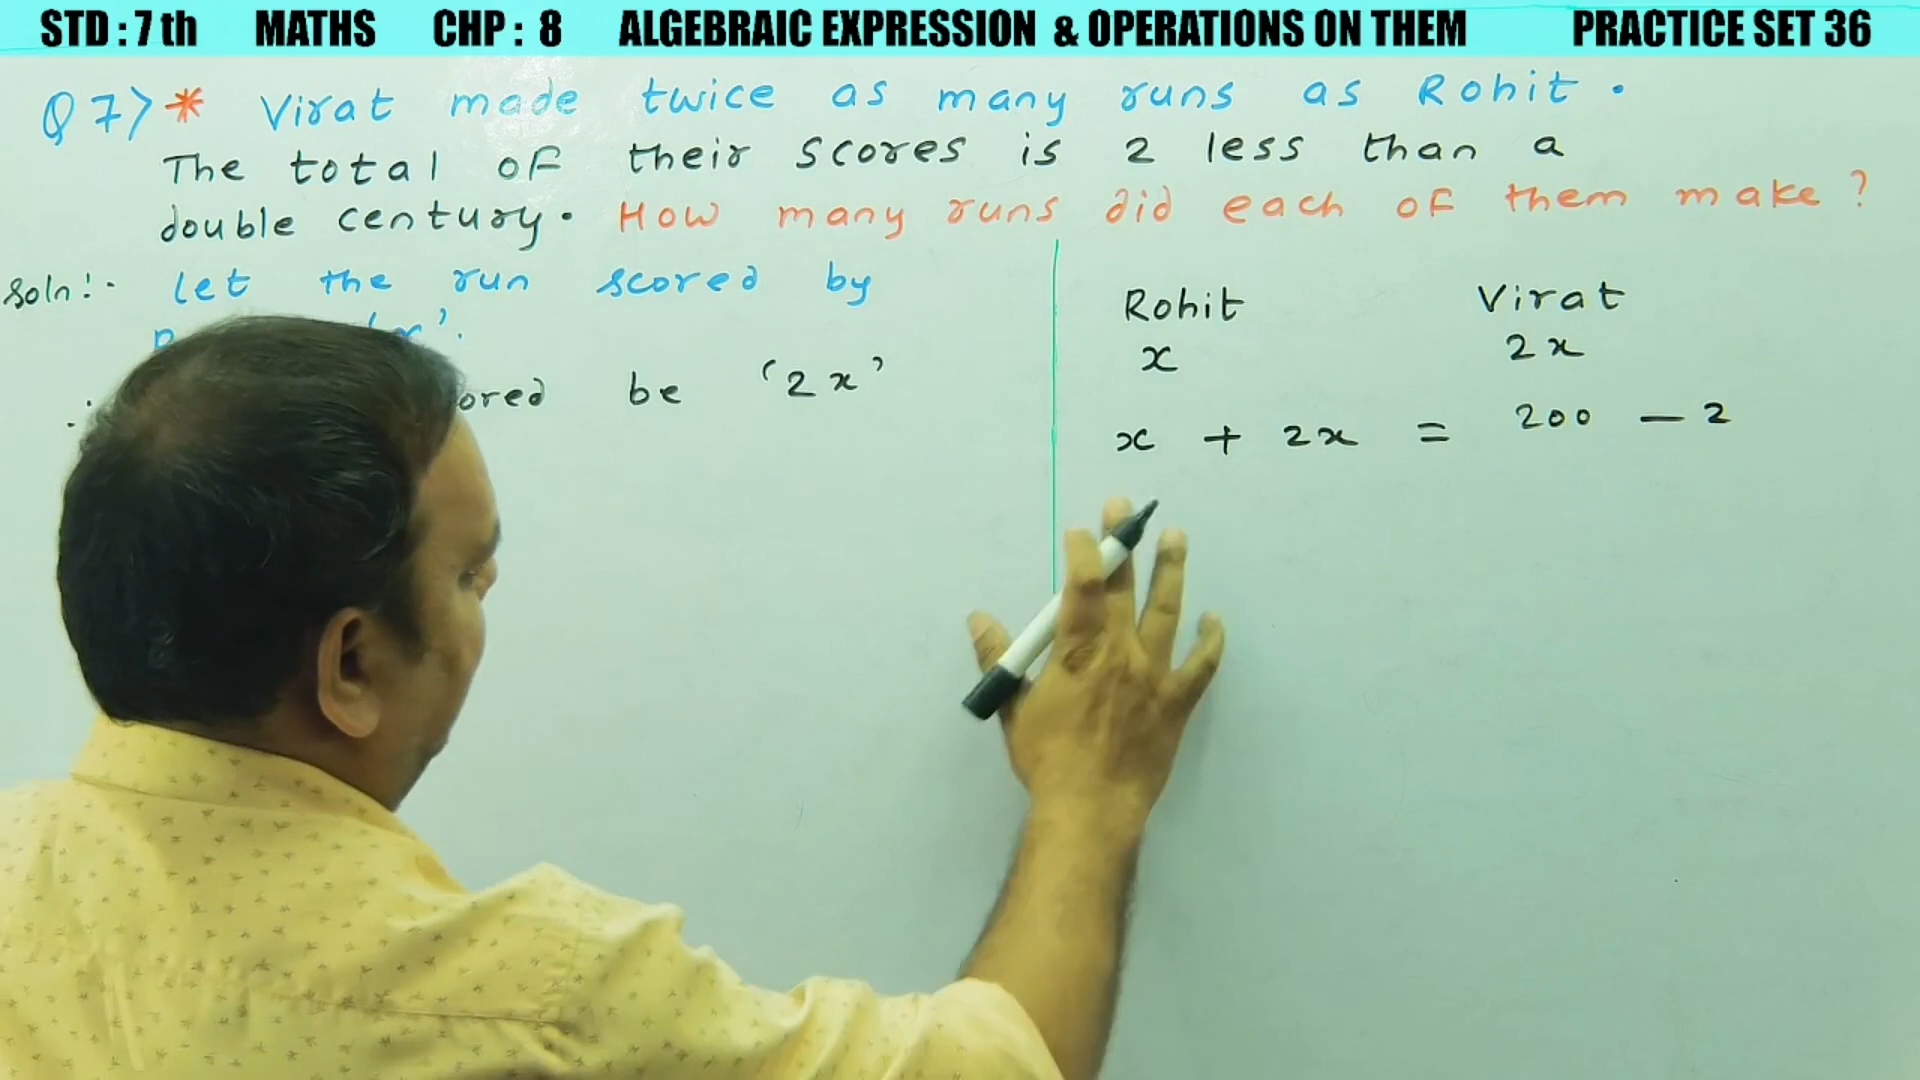 STD : 7 th MATHS CHP : 8 ALGEBRAIC EXPRESSION & OPERATIONS ON THEM PRACTICE SET 36
Q 7) * Virat made twice as many runs as Rohit.
The total of their scores is 2 less than a
double century. How many runs did each of them make?
Soln:- let the run scored by
'x'.
∴ be '2x'
Rohit Virat
x 2x
x + 2x = 200 - 2